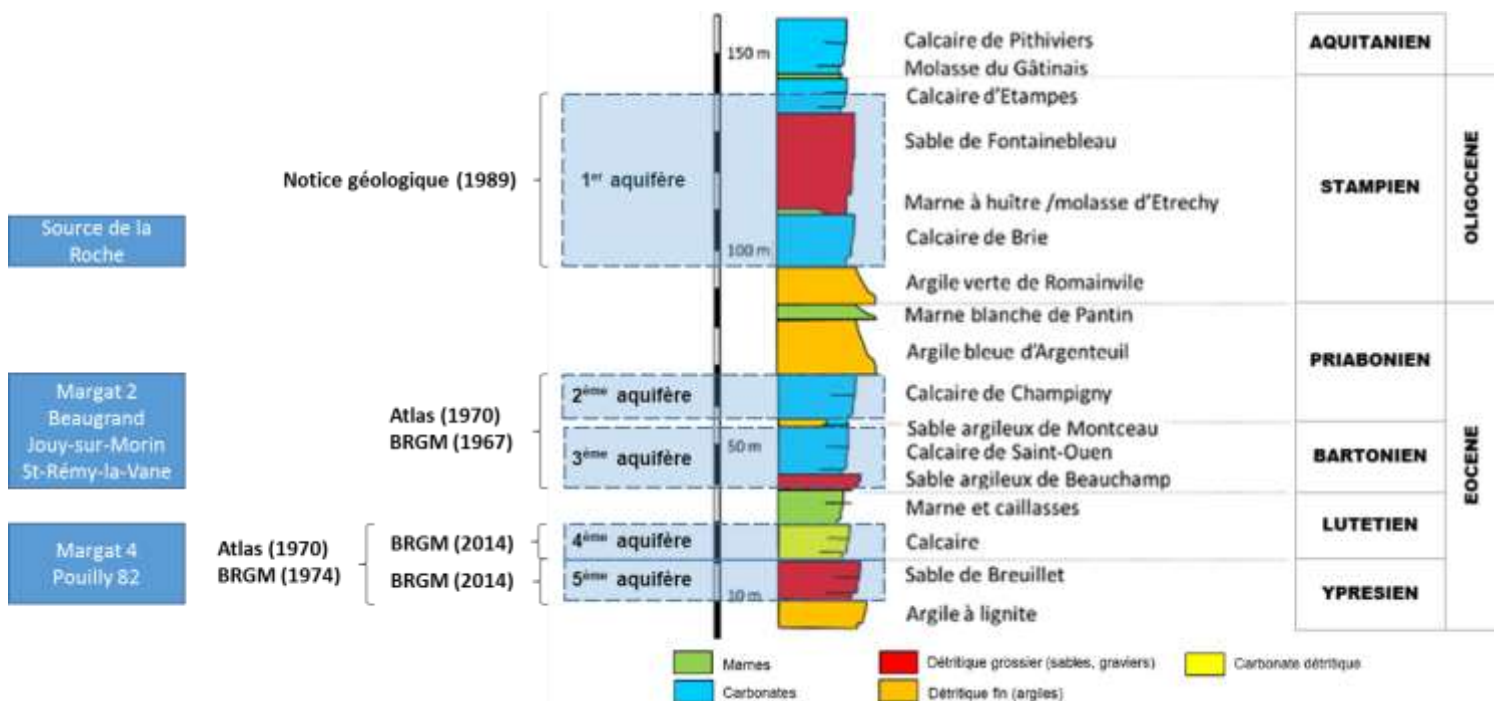 Calcaire de Pithiviers
AQUITANIEN
150 m
Molasse du Gâtinais
Calcaire d'Etampes
Sable de Fontainebleau
Notice géologique (1989)
1er aquifère
STAMPIEN
OLIGOCENE
Marne à huître /molasse d'Etrechy
Source de la
Roche
Calcaire de Brie
100 m
Argile verte de Romainvile
Marne blanche de Pantin
Argile bleue d'Argenteuil
PRIABONIEN
Margat 2
Beaugrand
Jouy-sur-Morin
St-Rémy-la-Vane
Atlas (1970)
BRGM (1967)
2ème aquifère
Calcaire de Champigny
Sable argileux de Montceau
50 m
3ème aquifère
Calcaire de Saint-Ouen
BARTONIEN
EOCENE
Sable argileux de Beauchamp
Marne et caillasses
LUTETIEN
Margat 4
Pouilly 82
Atlas (1970)
BRGM (1974)
BRGM (2014)
4ème aquifère
Calcaire
BRGM (2014)
5ème aquifère
Sable de Breuillet
YPRESIEN
10 m
Argile à lignite
Marnes
Détritique grossier (sables, graviers)
Carbonate détritique
Carbonates
Détritique fin (argiles)